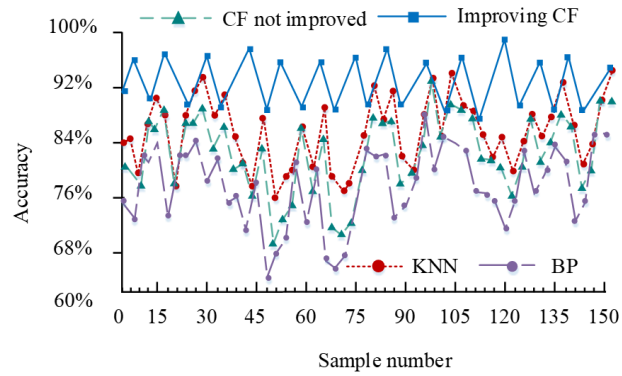 CF not improved Improving CF
100%
92%
84%
76%
68%
60%
Accuracy
KNN BP
0 15 30 45 60 75 90 105 120 135 150
Sample number